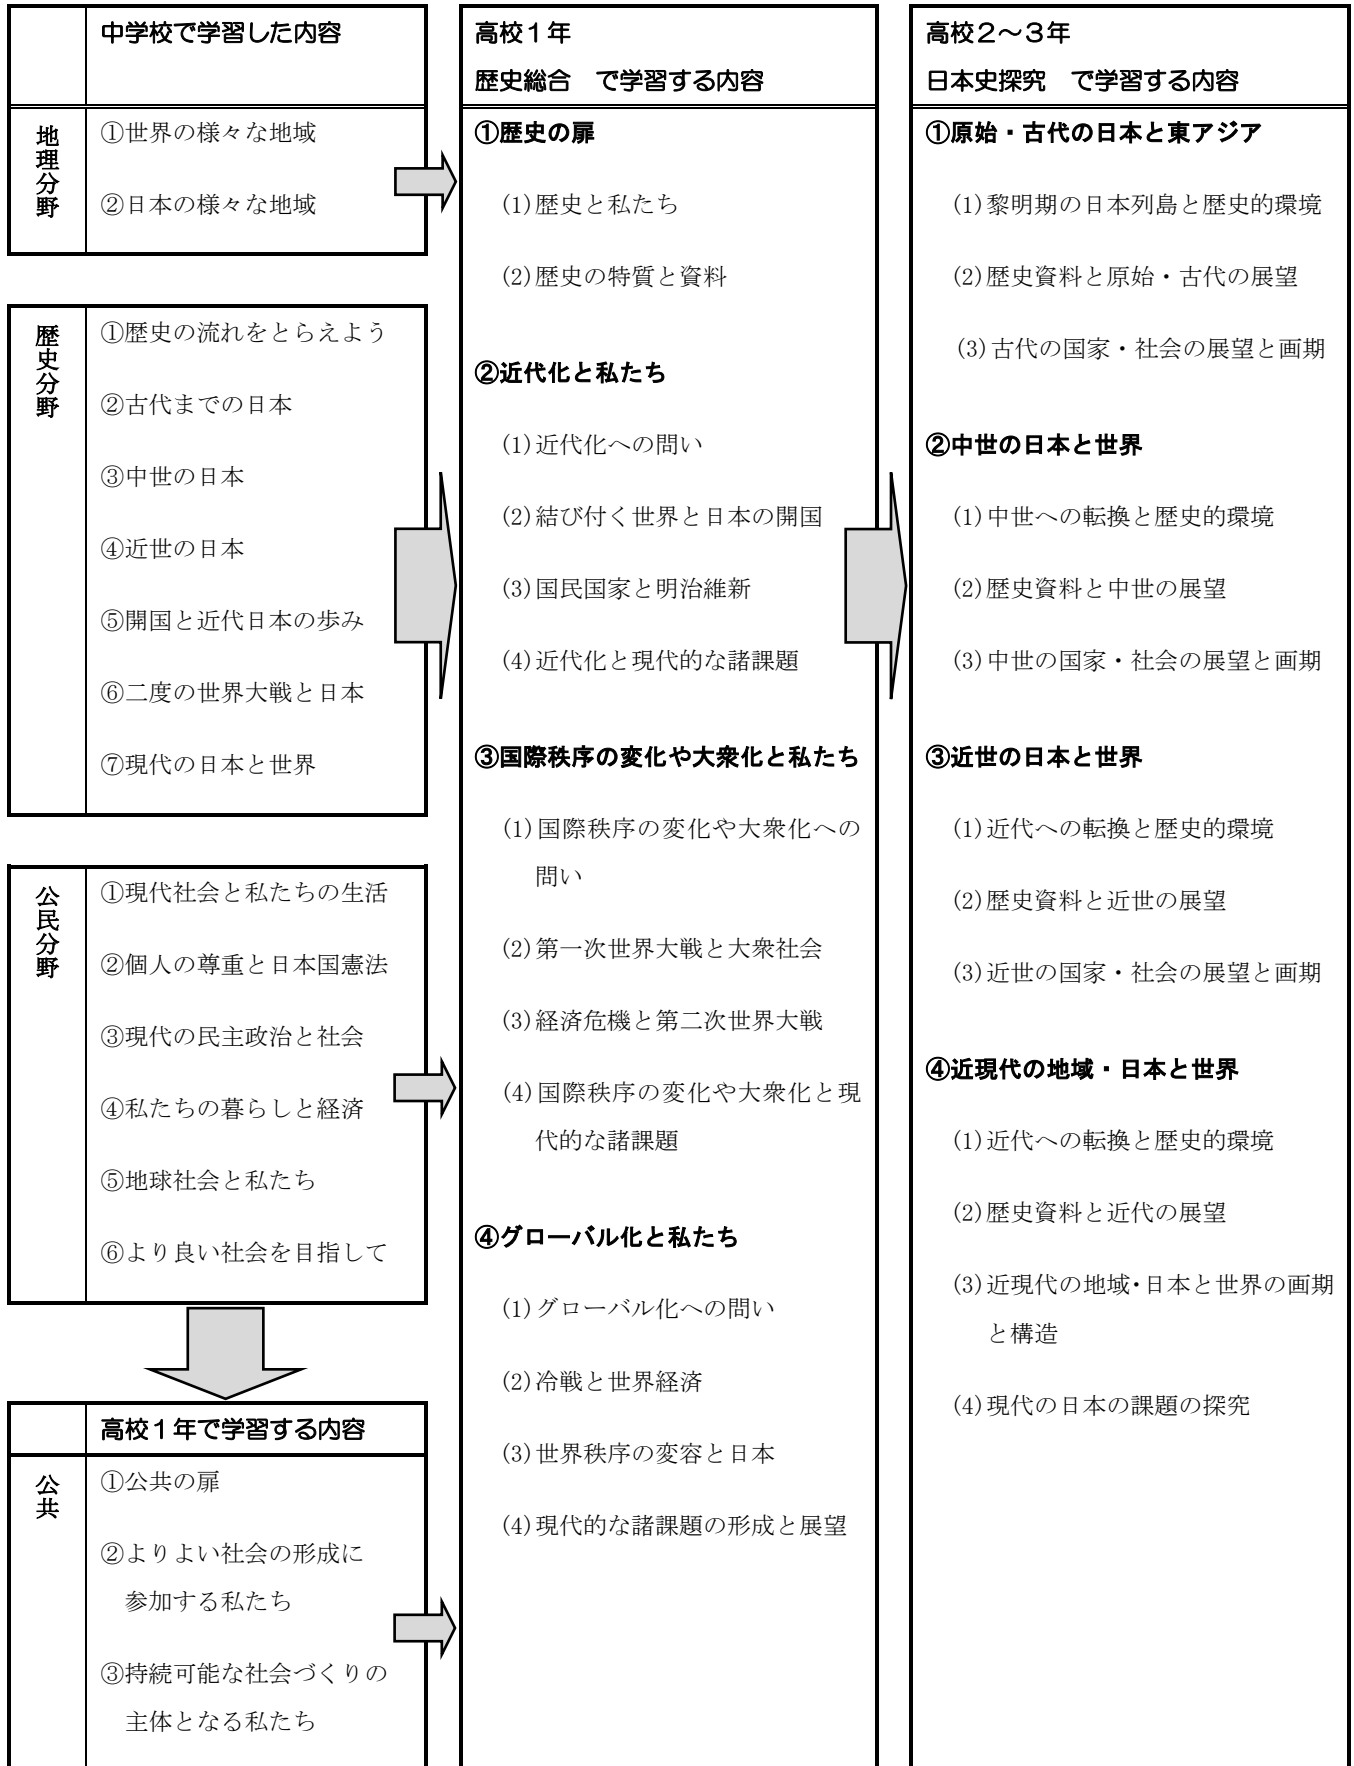 中学校で学習した内容
地理分野
①世界の様々な地域
②日本の様々な地域
歴史分野
①歴史の流れをとらえよう
②古代までの日本
③中世の日本
④近世の日本
⑤開国と近代日本の歩み
⑥二度の世界大戦と日本
⑦現代の日本と世界
公民分野
①現代社会と私たちの生活
②個人の尊重と日本国憲法
③現代の民主政治と社会
④私たちの暮らしと経済
⑤地球社会と私たち
⑥より良い社会を目指して
高校１年で学習する内容
公共
①公共の扉
②よりよい社会の形成に
参加する私たち
③持続可能な社会づくりの
主体となる私たち
高校１年
歴史総合　で学習する内容
①歴史の扉
(1)歴史と私たち
(2)歴史の特質と資料
②近代化と私たち
(1)近代化への問い
(2)結び付く世界と日本の開国
(3)国民国家と明治維新
(4)近代化と現代的な諸課題
③国際秩序の変化や大衆化と私たち
(1)国際秩序の変化や大衆化への
問い
(2)第一次世界大戦と大衆社会
(3)経済危機と第二次世界大戦
(4)国際秩序の変化や大衆化と現
代的な諸課題
④グローバル化と私たち
(1)グローバル化への問い
(2)冷戦と世界経済
(3)世界秩序の変容と日本
(4)現代的な諸課題の形成と展望
高校２～３年
日本史探究　で学習する内容
①原始・古代の日本と東アジア
(1)黎明期の日本列島と歴史的環境
(2)歴史資料と原始・古代の展望
(3)古代の国家・社会の展望と画期
②中世の日本と世界
(1)中世への転換と歴史的環境
(2)歴史資料と中世の展望
(3)中世の国家・社会の展望と画期
③近世の日本と世界
(1)近代への転換と歴史的環境
(2)歴史資料と近世の展望
(3)近世の国家・社会の展望と画期
④近現代の地域・日本と世界
(1)近代への転換と歴史的環境
(2)歴史資料と近代の展望
(3)近現代の地域・日本と世界の画期
と構造
(4)現代の日本の課題の探究